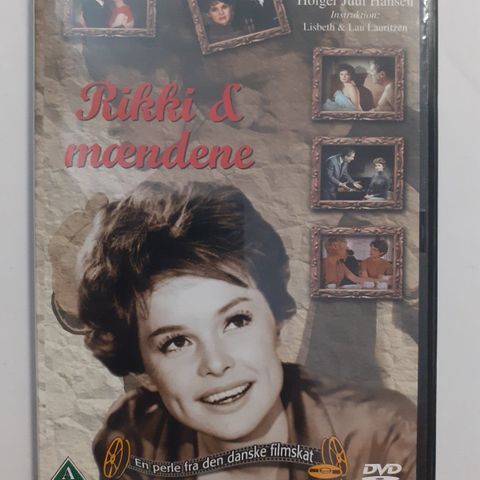 Holger Juul Hansen
Instruktion:
Lisbeth & Lau Lauritzen
Rikki &
mændene
En perle fra den danske filmskat
A
DVD